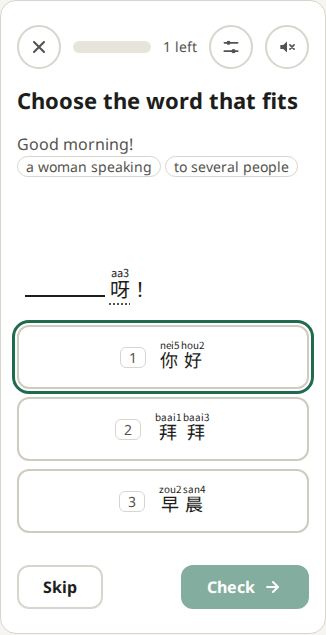 1 left
Choose the word that fits
Good morning!
a woman speaking to several people
aa3
呀！
nei5 hou2
1 你好
baai1 baai3
2 拜拜
zou2 san4
3 早晨
Skip Check →